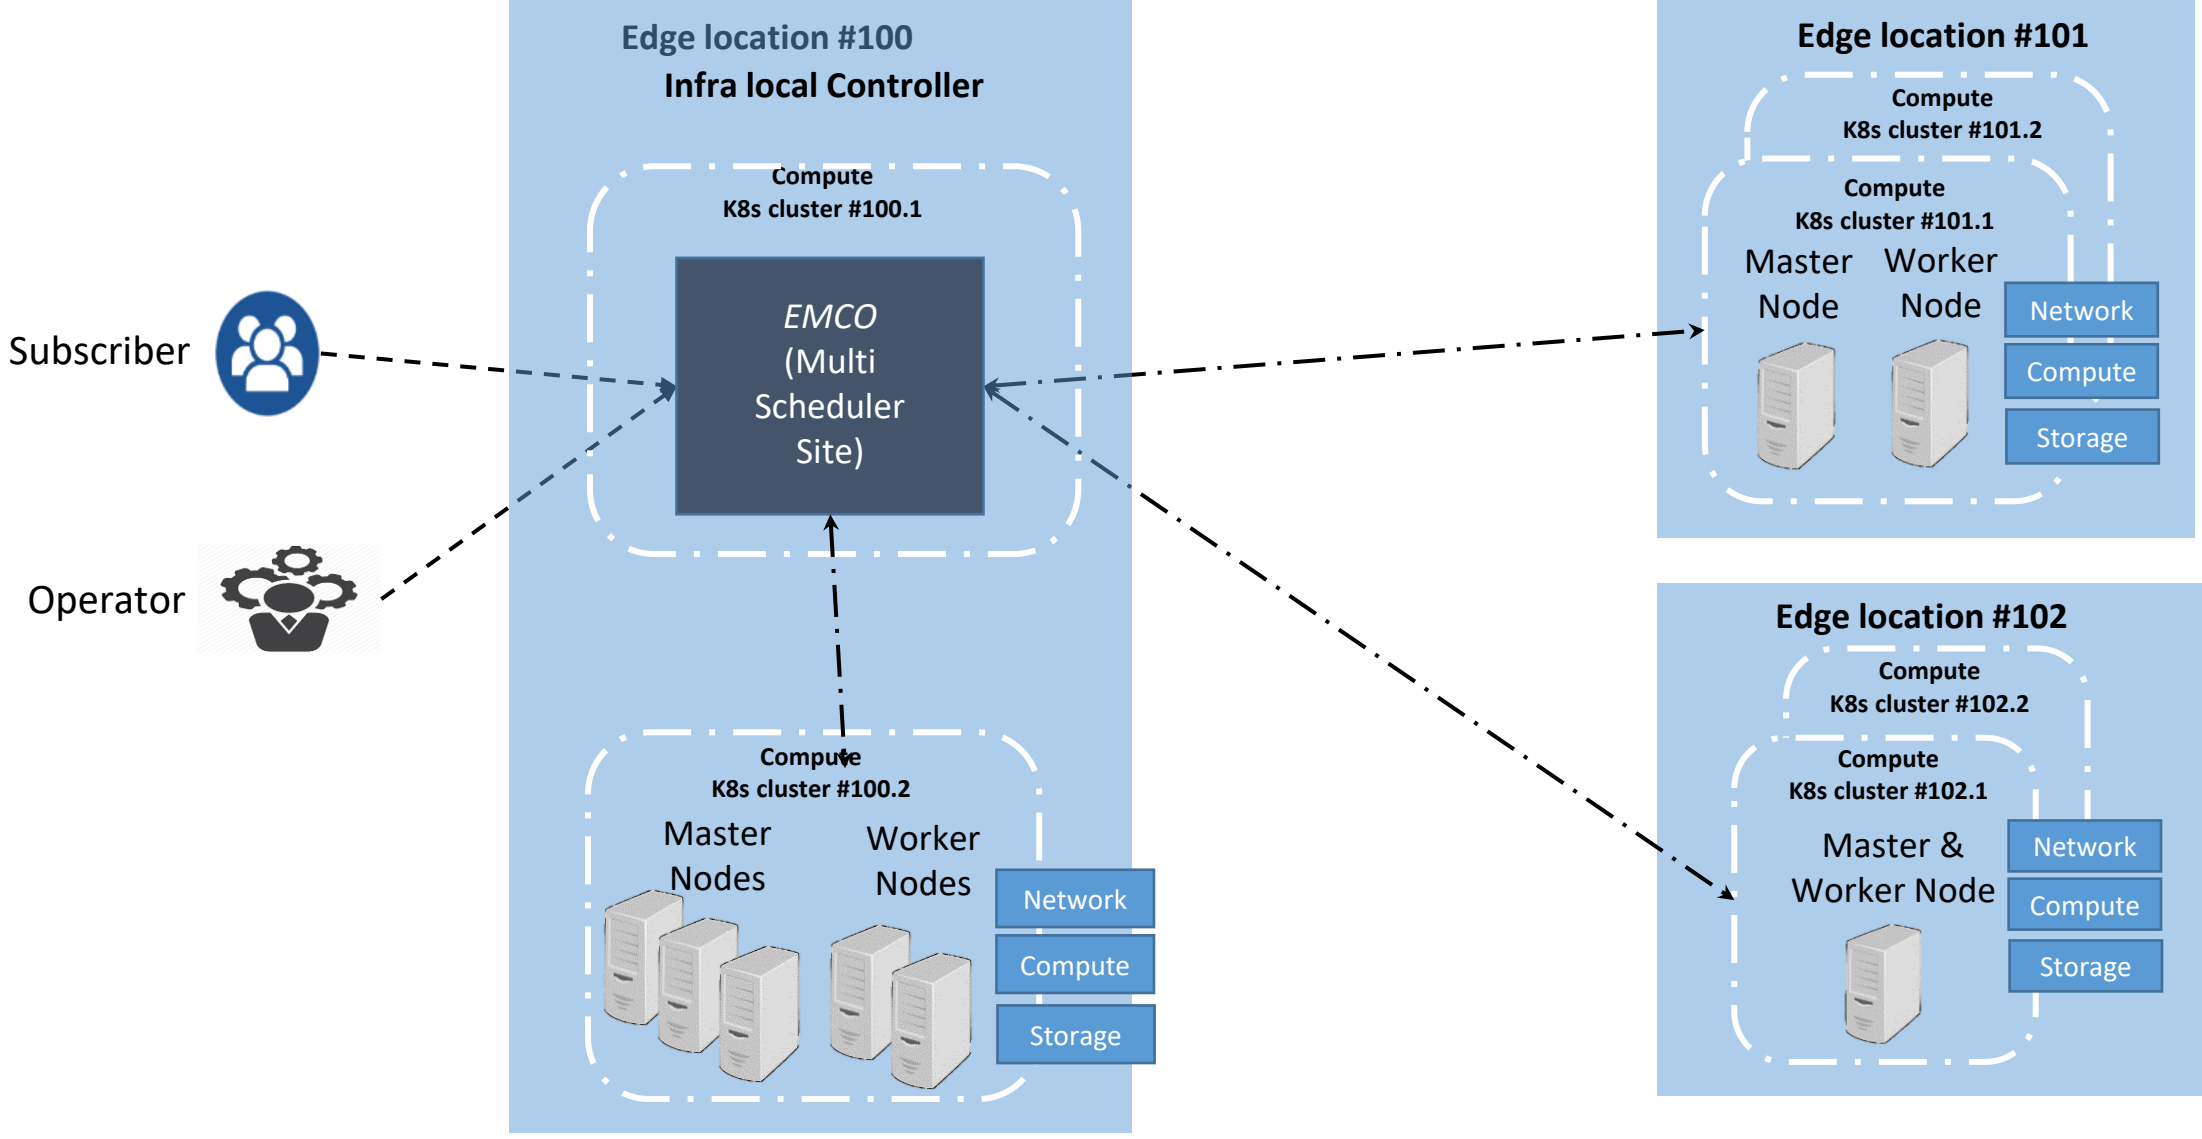 Edge location #100
Infra local Controller
Compute
K8s cluster #100.1
EMCO
(Multi
Scheduler
Site)
Subscriber
Operator
Compute
K8s cluster #100.2
Master
Nodes
Worker
Nodes
Network
Compute
Storage
Edge location #101
Compute
K8s cluster #101.2
Compute
K8s cluster #101.1
Master
Node
Worker
Node
Network
Compute
Storage
Edge location #102
Compute
K8s cluster #102.2
Compute
K8s cluster #102.1
Master &
Worker Node
Network
Compute
Storage